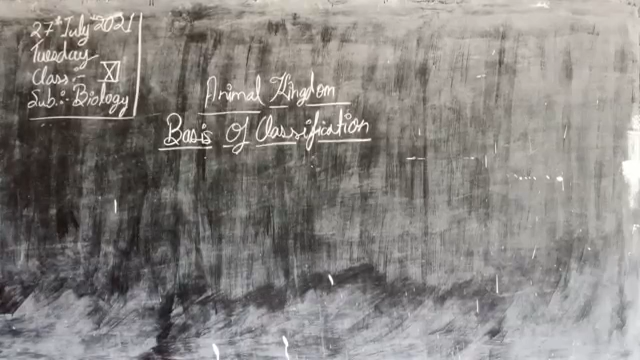 27th July 2021
Tuesday
Class:- XI
Sub.:- Biology
Animal Kingdom
Basis Of Classification